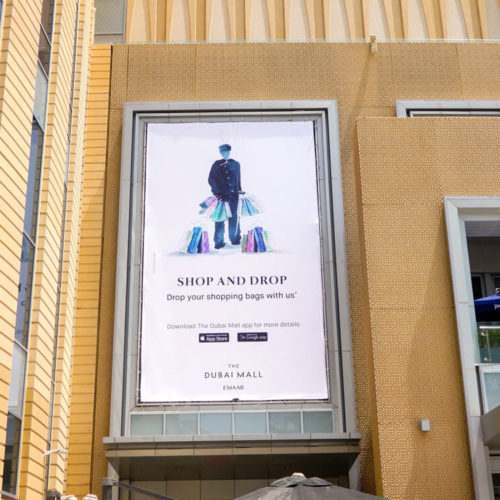 SHOP AND DROP
Drop your shopping bags with us*
Download The Dubai Mall app for more details
App Store
Google play
THE
DUBAI MALL
EMAAR